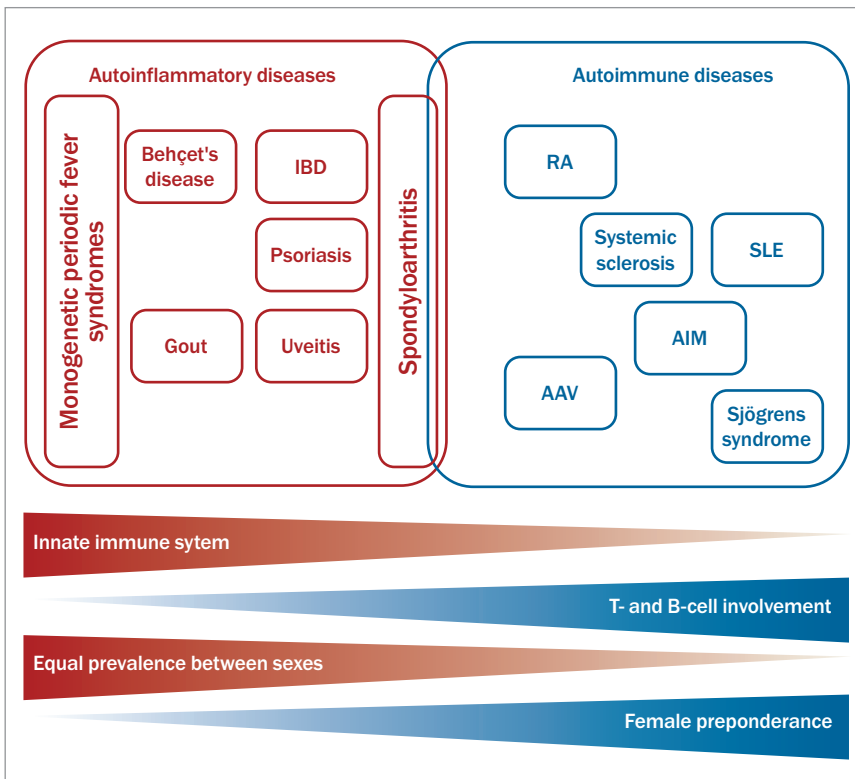 Autoinflammatory diseases
Autoimmune diseases
Monogenetic periodic fever
syndromes
Behçet's
disease
IBD
Psoriasis
Gout
Uveitis
Spondyloarthritis
RA
Systemic
sclerosis
SLE
AIM
AAV
Sjögrens
syndrome
Innate immune sytem
T- and B-cell involvement
Equal prevalence between sexes
Female preponderance